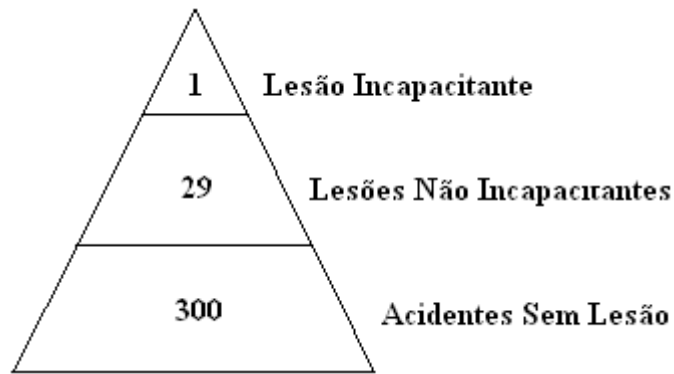 1 Lesão Incapacitante
29 Lesões Não Incapacitantes
300 Acidentes Sem Lesão